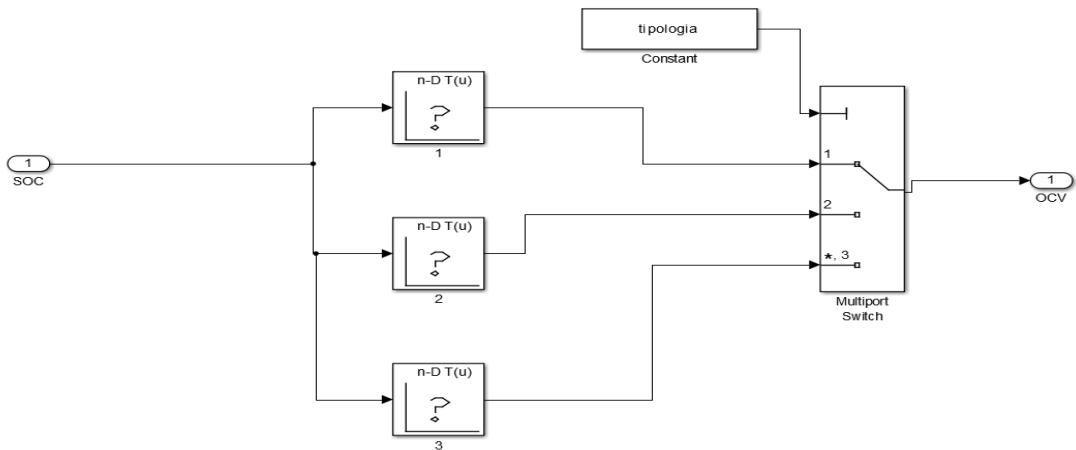 tipologia
Constant
n-D T(u)
1
1
SOC
n-D T(u)
2
n-D T(u)
3
1
2
*, 3
Multiport
Switch
1
OCV